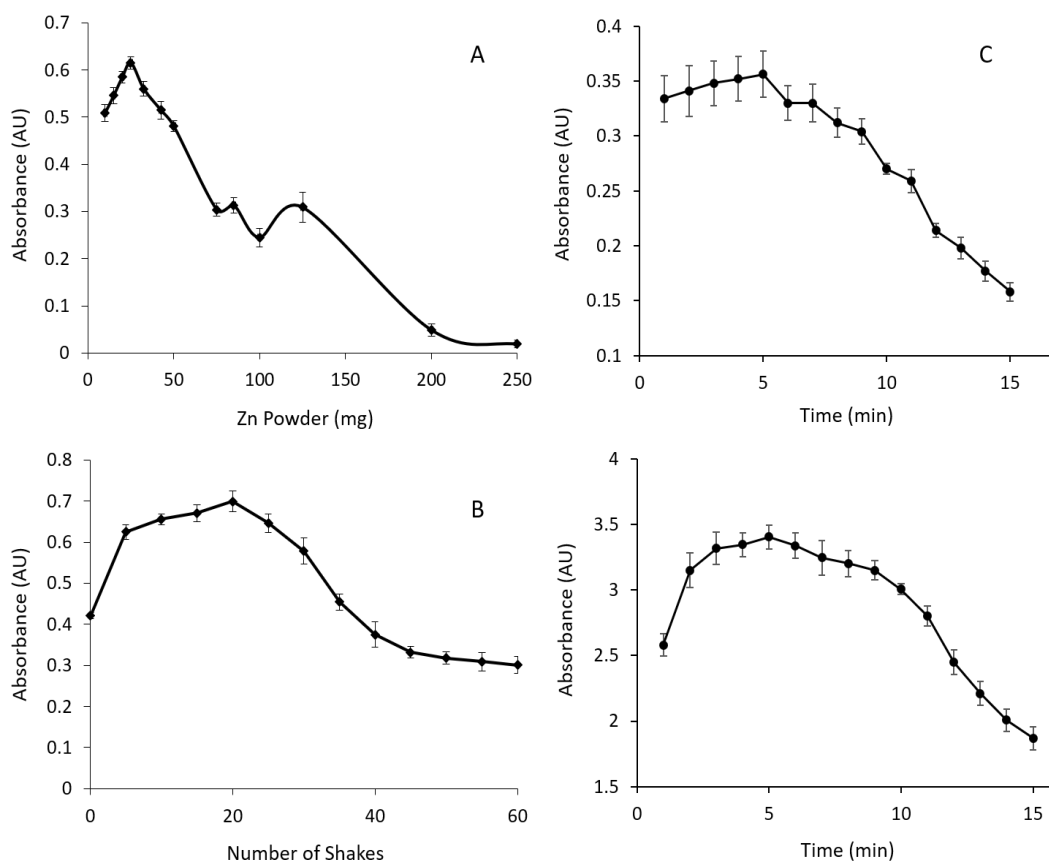 A
Absorbance (AU)
0.7
0.6
0.5
0.4
0.3
0.2
0.1
0
0 50 100 150 200 250
Zn Powder (mg)
C
Absorbance (AU)
0.4
0.35
0.3
0.25
0.2
0.15
0.1
0 5 10 15
Time (min)
B
Absorbance (AU)
0.8
0.7
0.6
0.5
0.4
0.3
0.2
0.1
0
0 20 40 60
Number of Shakes
Absorbance (AU)
4
3.5
3
2.5
2
1.5
0 5 10 15
Time (min)